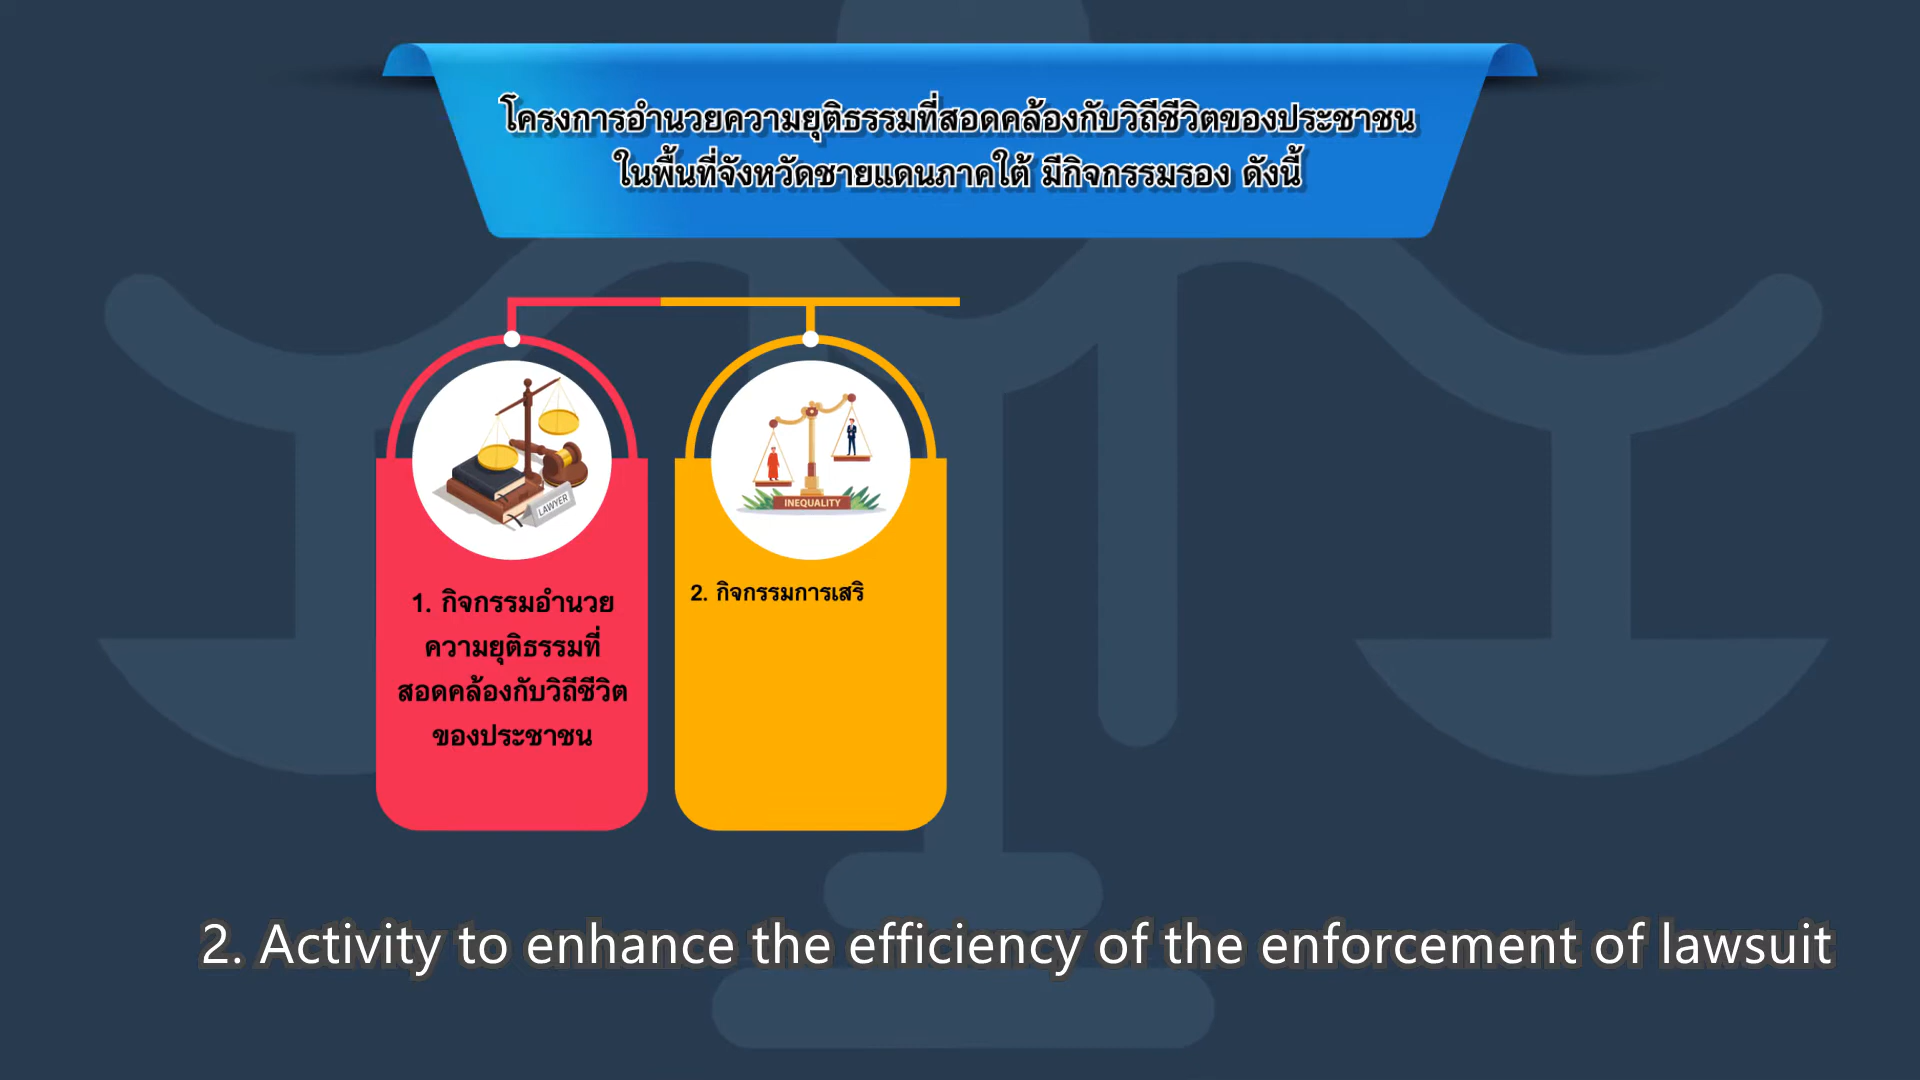 โครงการอำนวยความยุติธรรมที่สอดคล้องกับวิถีชีวิตของประชาชน
ในพื้นที่จังหวัดชายแดนภาคใต้ มีกิจกรรมรอง ดังนี้
LAWYER
INEQUALITY
1. กิจกรรมอำนวย
ความยุติธรรมที่
สอดคล้องกับวิถีชีวิต
ของประชาชน
2. กิจกรรมการเสริ
2. Activity to enhance the efficiency of the enforcement of lawsuit